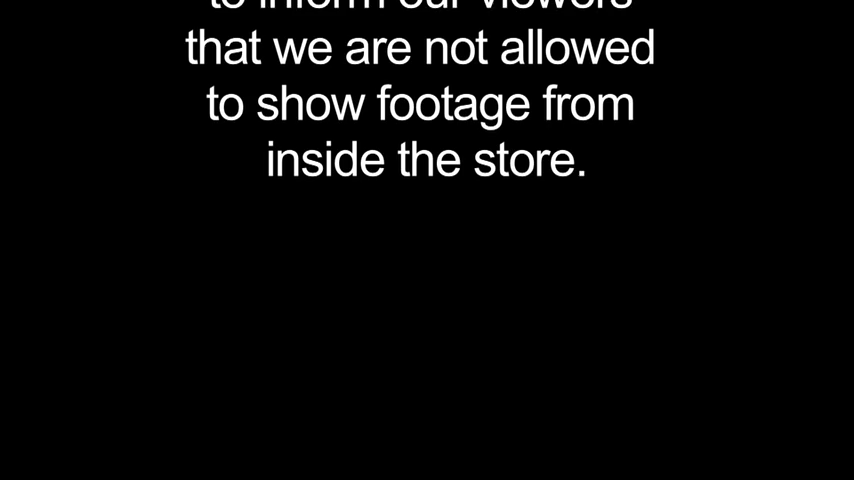 to inform our viewers
that we are not allowed
to show footage from
inside the store.